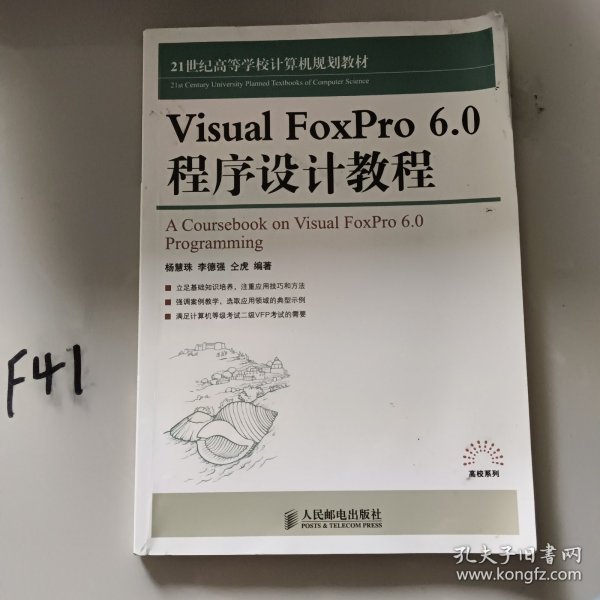 21世纪高等学校计算机规划教材
21st Century University Planned Textbooks of Computer Science
Visual FoxPro 6.0
程序设计教程
A Coursebook on Visual FoxPro 6.0
Programming
杨慧珠 李德强 仝虎 编著
立足基础知识培养，注重应用技巧和方法
强调案例教学，选取应用领域的典型示例
满足计算机等级考试二级VFP考试的需要
F41
高校系列
人民邮电出版社
POSTS & TELECOM PRESS
孔夫子旧书网
www.kongfz.com